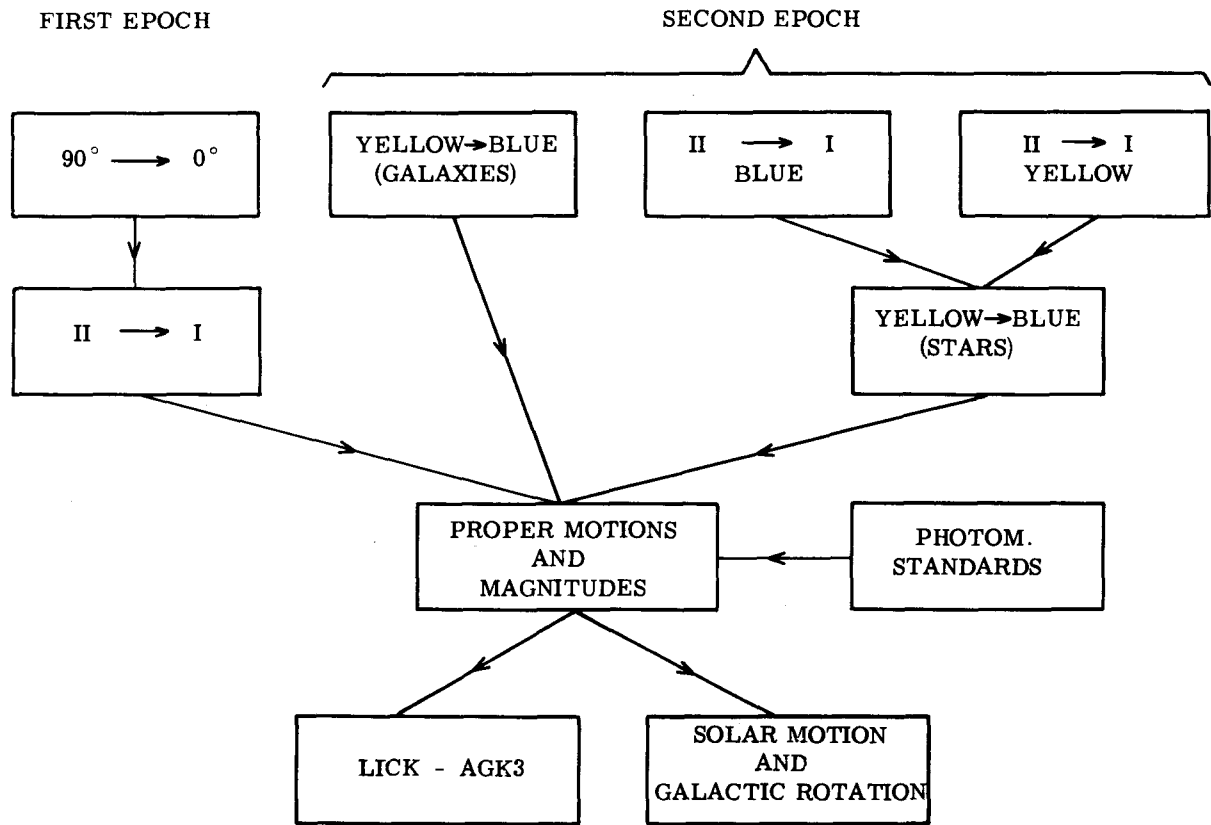 FIRST EPOCH
SECOND EPOCH
90° → 0°
YELLOW→BLUE
(GALAXIES)
II → I
BLUE
II → I
YELLOW
II → I
YELLOW→BLUE
(STARS)
PROPER MOTIONS
AND
MAGNITUDES
PHOTOM.
STANDARDS
LICK - AGK3
SOLAR MOTION
AND
GALACTIC ROTATION